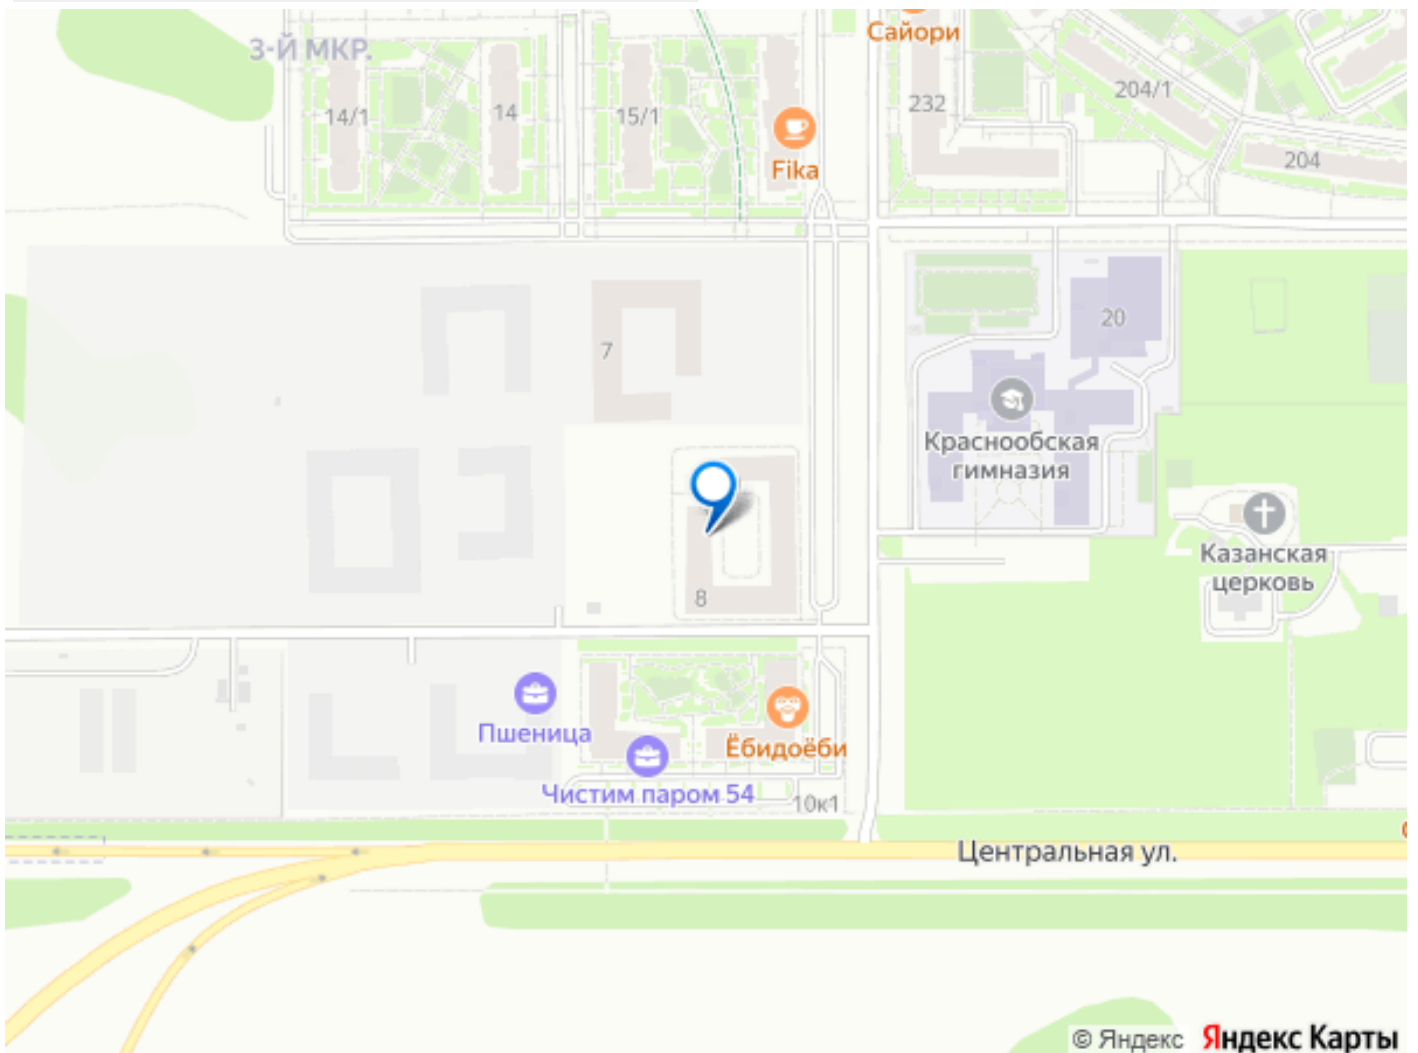 Сайори
3-Й МКР.
204/1
232
14/1
14
15/1
204
Fika
20
7
Краснообская
гимназия
Казанская
церковь
8
Пшеница
Ёбидоёби
Чистим паром 54
10к1
Центральная ул.
© Яндекс Яндекс Карты